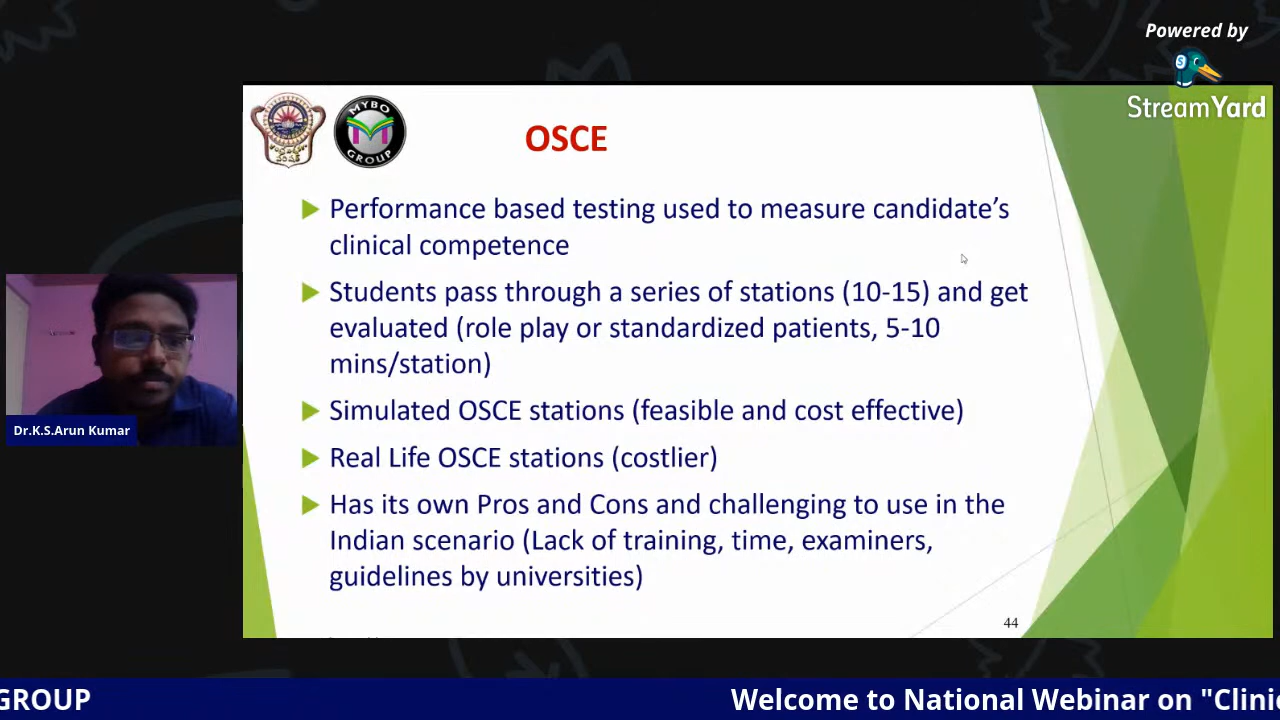 Powered by
StreamYard
MYBO
GROUP
OSCE
Performance based testing used to measure candidate's
clinical competence
Students pass through a series of stations (10-15) and get
evaluated (role play or standardized patients, 5-10
mins/station)
Simulated OSCE stations (feasible and cost effective)
Real Life OSCE stations (costlier)
Has its own Pros and Cons and challenging to use in the
Indian scenario (Lack of training, time, examiners,
guidelines by universities)
44
Dr.K.S.Arun Kumar
GROUP
Welcome to National Webinar on "Clini